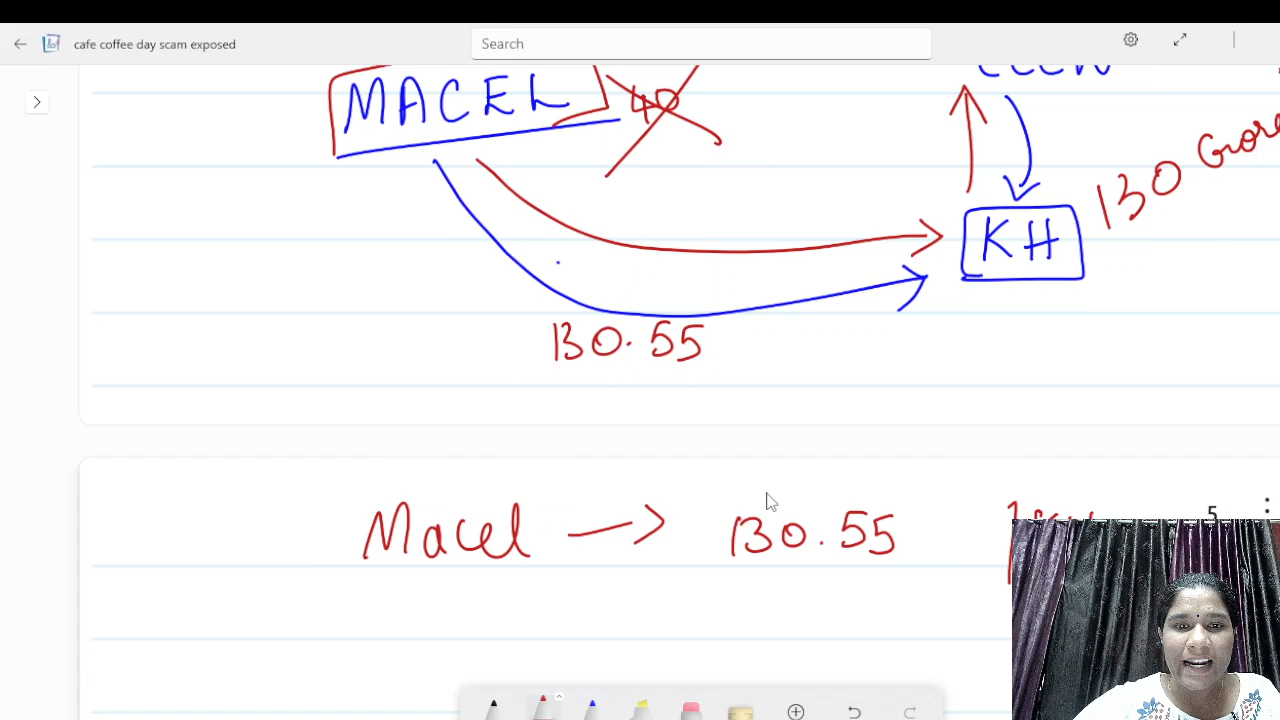 cafe coffee day scam exposed
Search
MACEL 40
130 Crore
KH
130.55
Macel → 130.55
5